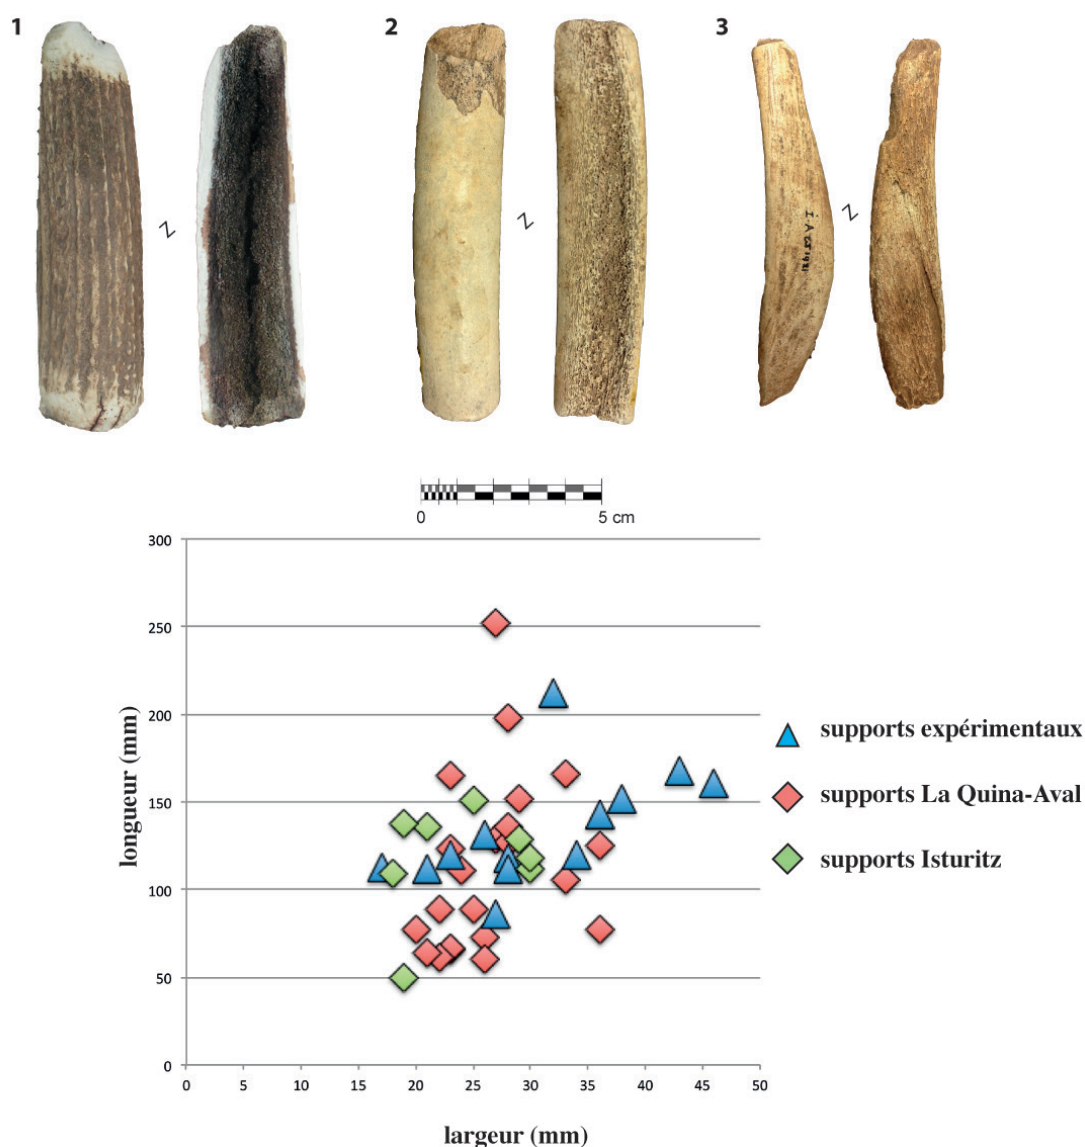 1
2
3
Z
Z
Z
0
5 cm
300
250
200
150
100
50
0
longueur (mm)
0 5 10 15 20 25 30 35 40 45 50
largeur (mm)
supports expérimentaux
supports La Quina-Aval
supports Isturitz